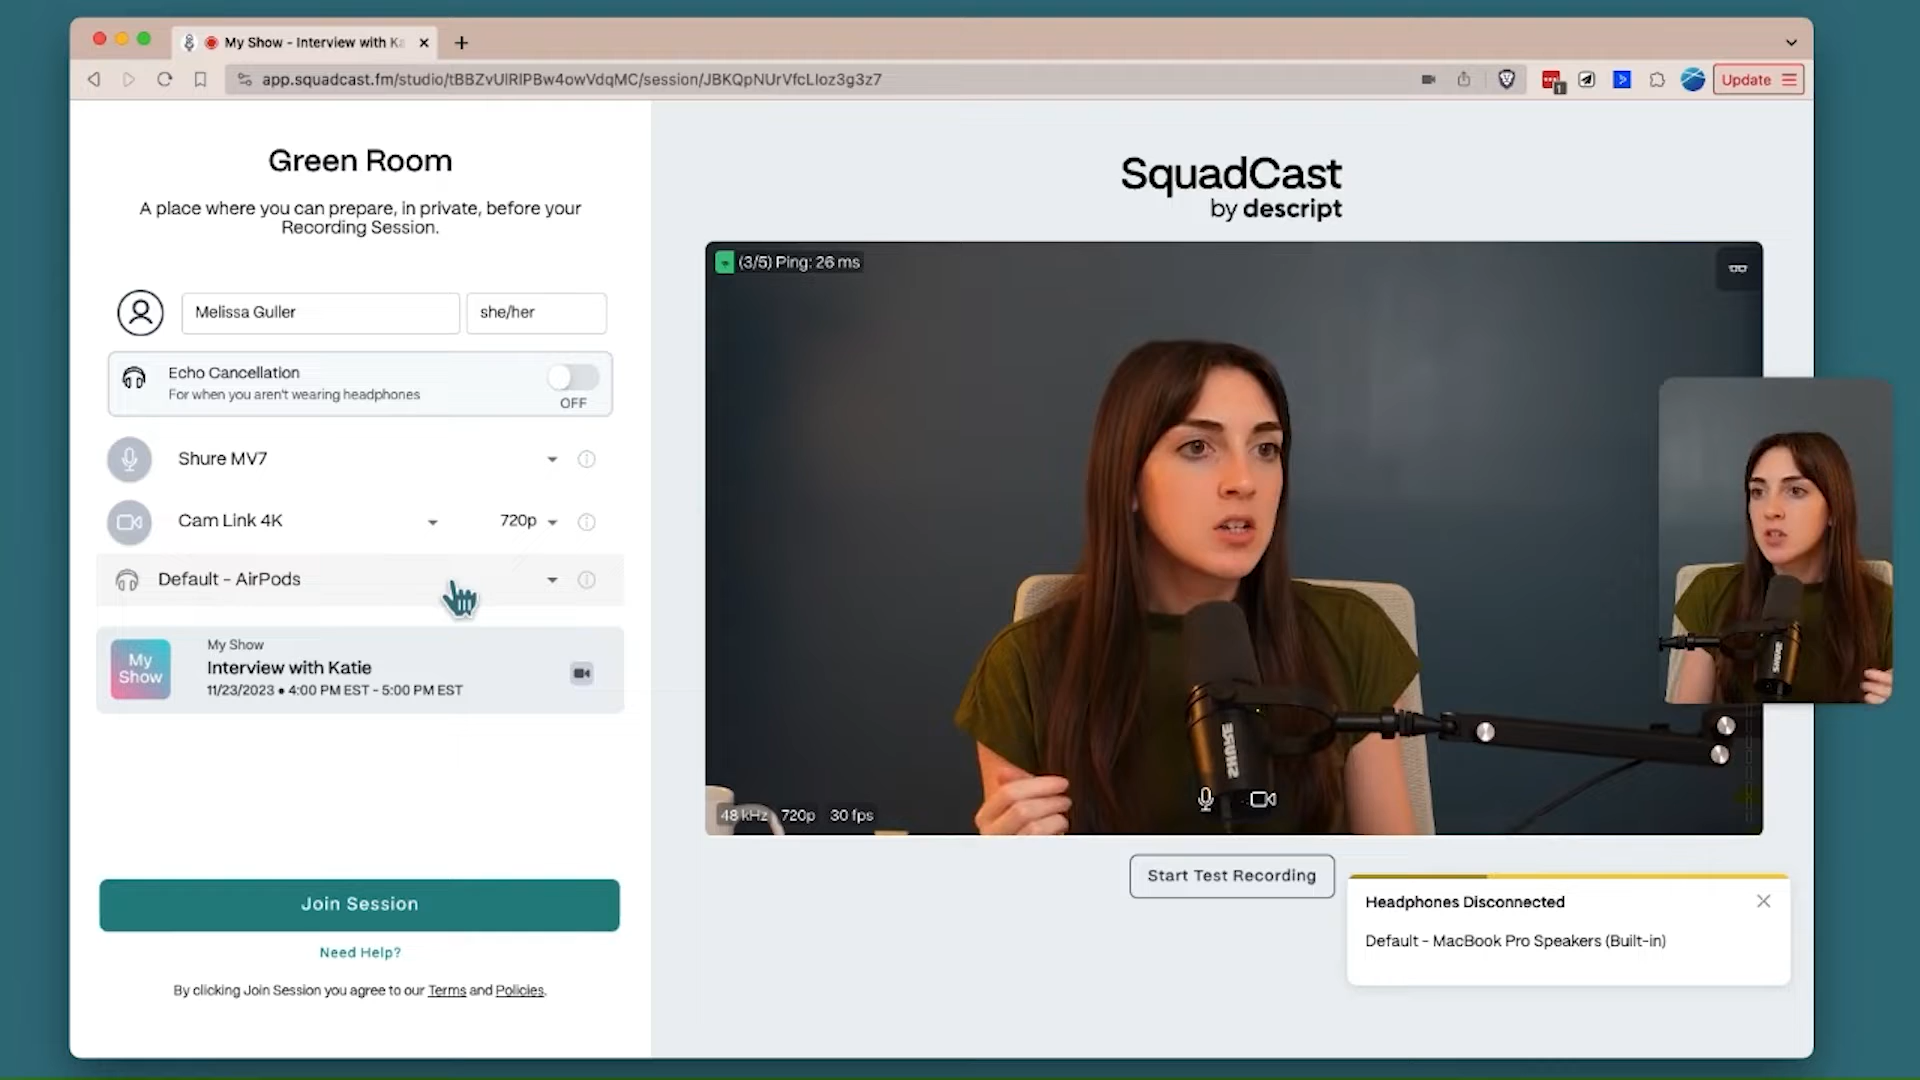 My Show - Interview with Ka
app.squadcast.fm/studio/tBBZvUlRIPBw4owVdqMC/session/JBKQpNUrVfcLIoz3g3z7
1
Update
Green Room
A place where you can prepare, in private, before your
Recording Session.
Melissa Guller
she/her
Echo Cancellation
For when you aren't wearing headphones
OFF
Shure MV7
Cam Link 4K
720p
Default - AirPods
My
Show
My Show
Interview with Katie
11/23/2023 • 4:00 PM EST - 5:00 PM EST
Join Session
Need Help?
By clicking Join Session you agree to our Terms and Policies.
SquadCast
by descript
(3/5) Ping: 26 ms
SHURE
SHURE
48 kHz 720p 30 fps
Start Test Recording
Headphones Disconnected
Default - MacBook Pro Speakers (Built-in)